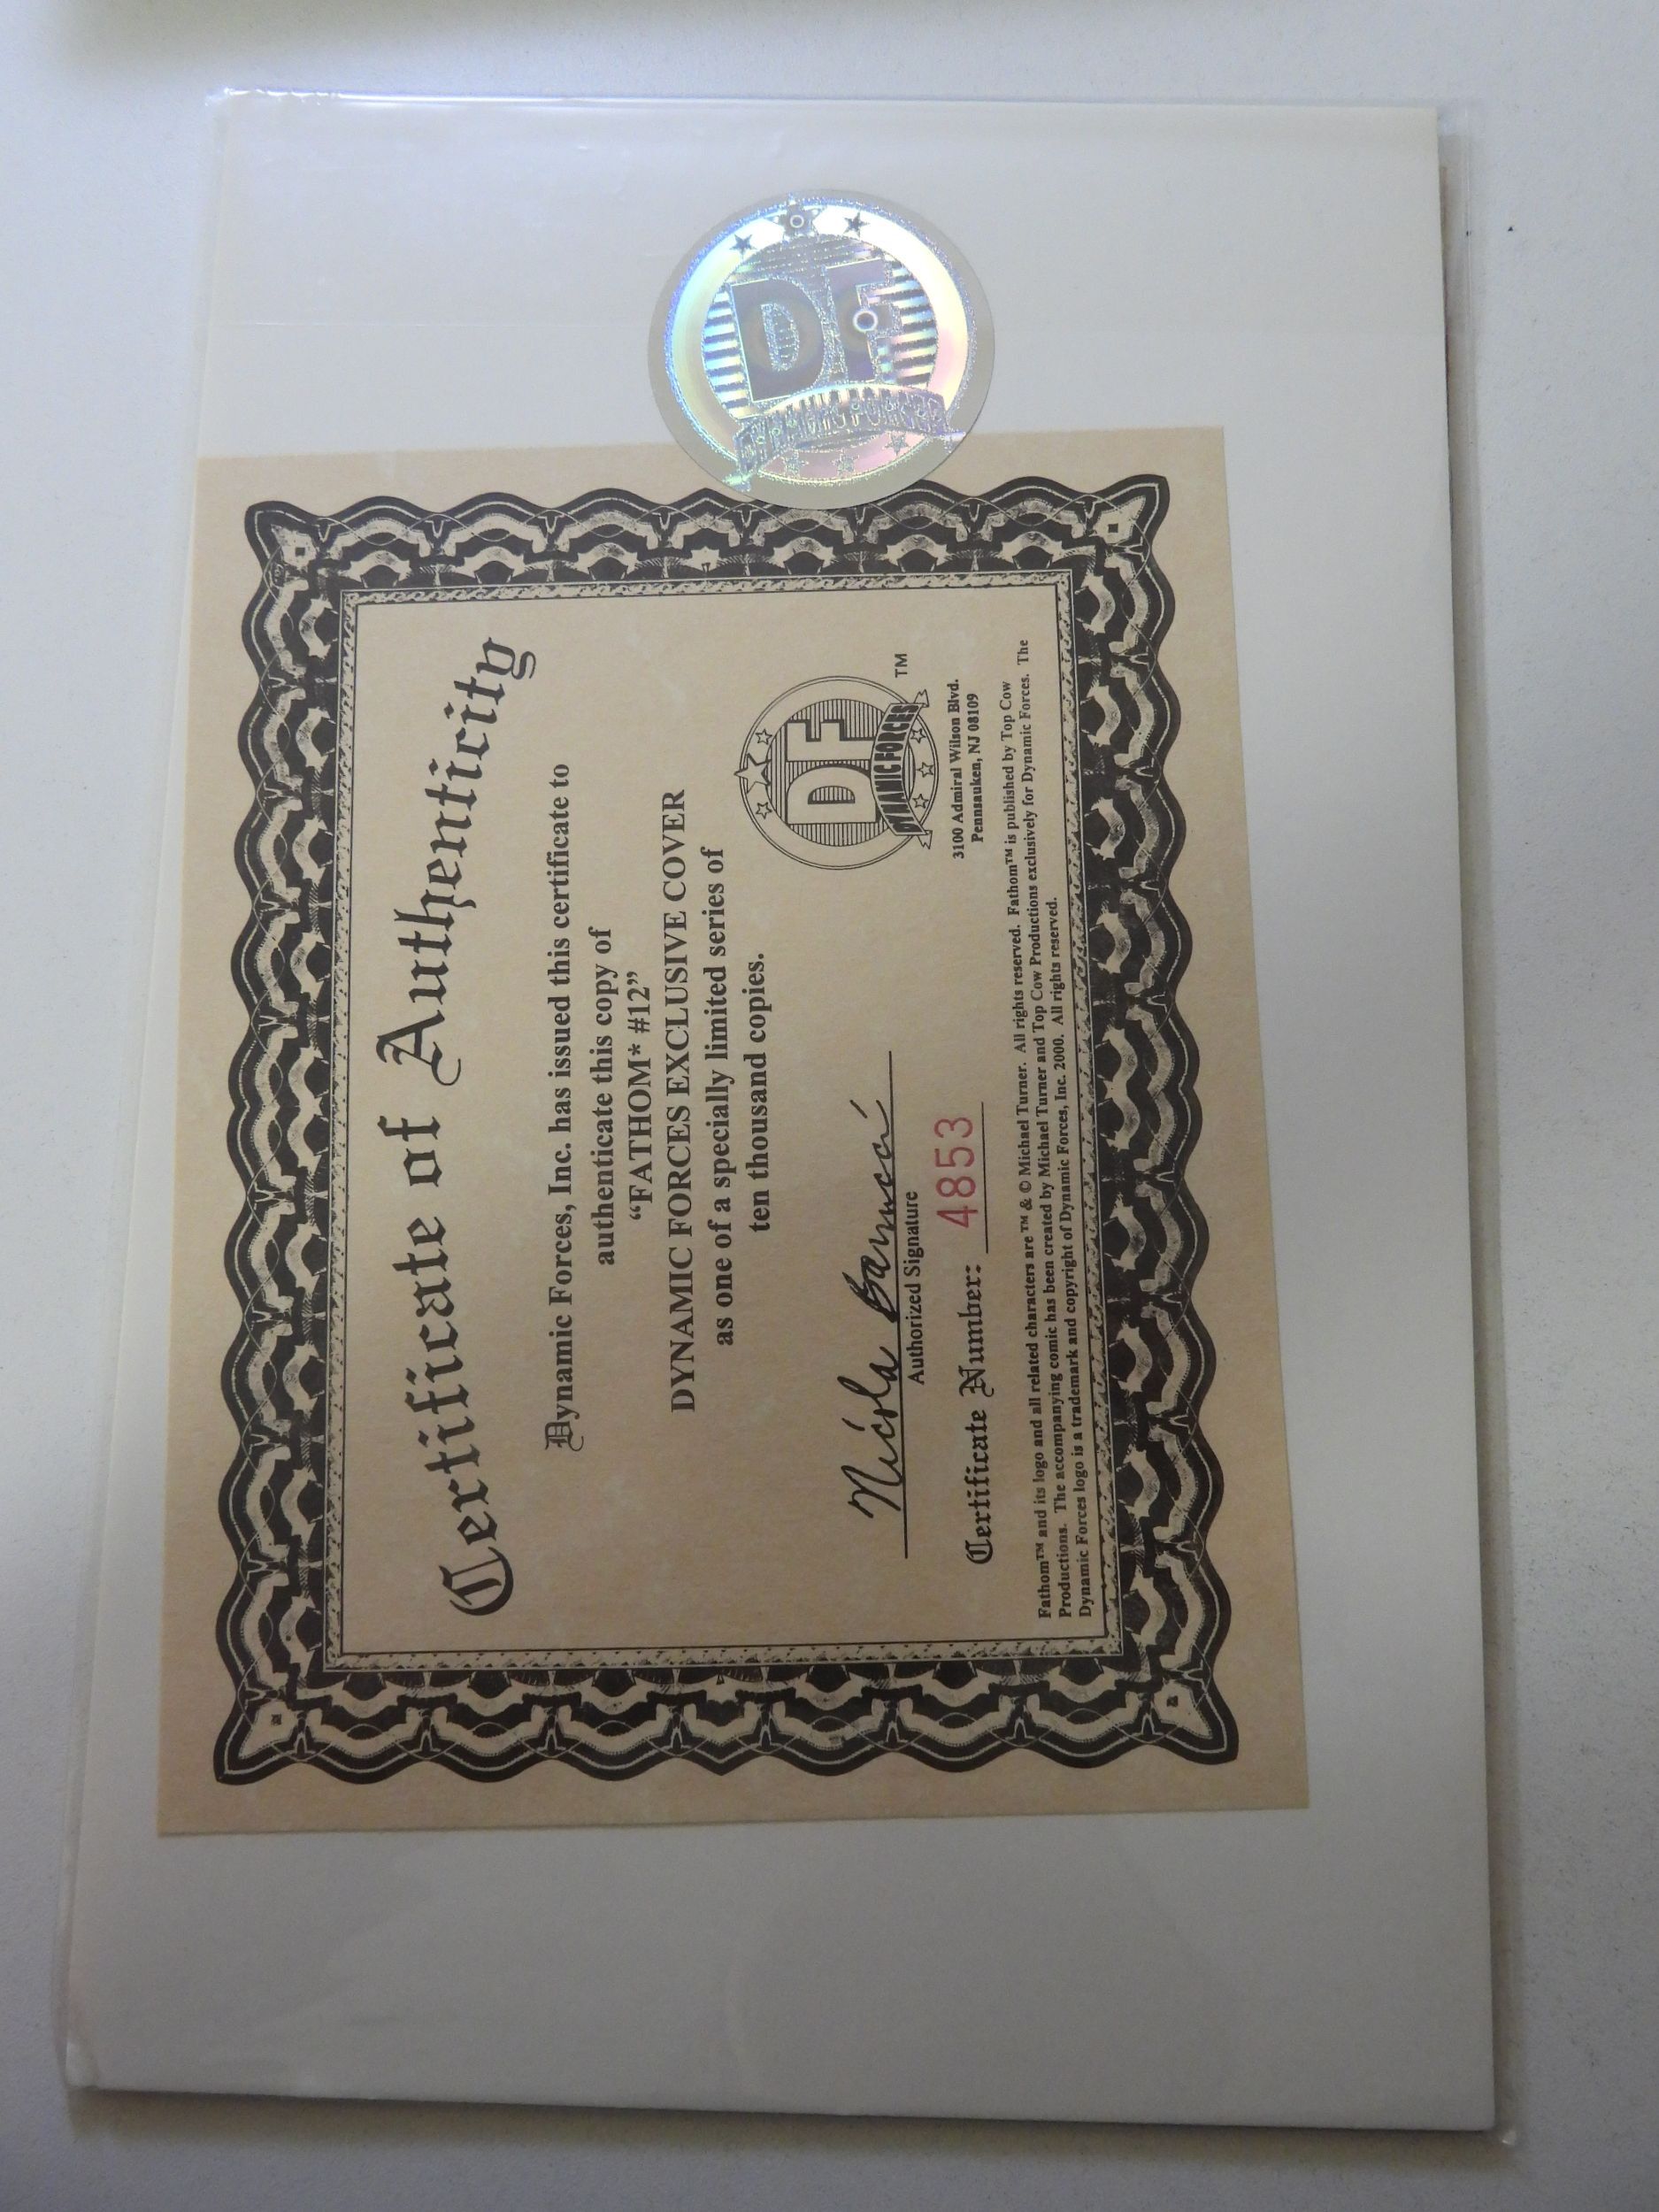 DF
DYNAMIC FORCES
Certificate of Authenticity
Dynamic Forces, Inc. has issued this certificate to
authenticate this copy of
“FATHOM* #12”
DYNAMIC FORCES EXCLUSIVE COVER
as one of a specially limited series of
ten thousand copies.
Nicola Barrucci
Authorized Signature
Certificate Number: 4853
DF
DYNAMIC FORCES
TM
3100 Admiral Wilson Blvd.
Pennsauken, NJ 08109
Fathom™ and its logo and all related characters are ™ & © Michael Turner. All rights reserved. Fathom™ is published by Top Cow
Productions. The accompanying comic has been created by Michael Turner and Top Cow Productions exclusively for Dynamic Forces. The
Dynamic Forces logo is a trademark and copyright of Dynamic Forces, Inc. 2000. All rights reserved.